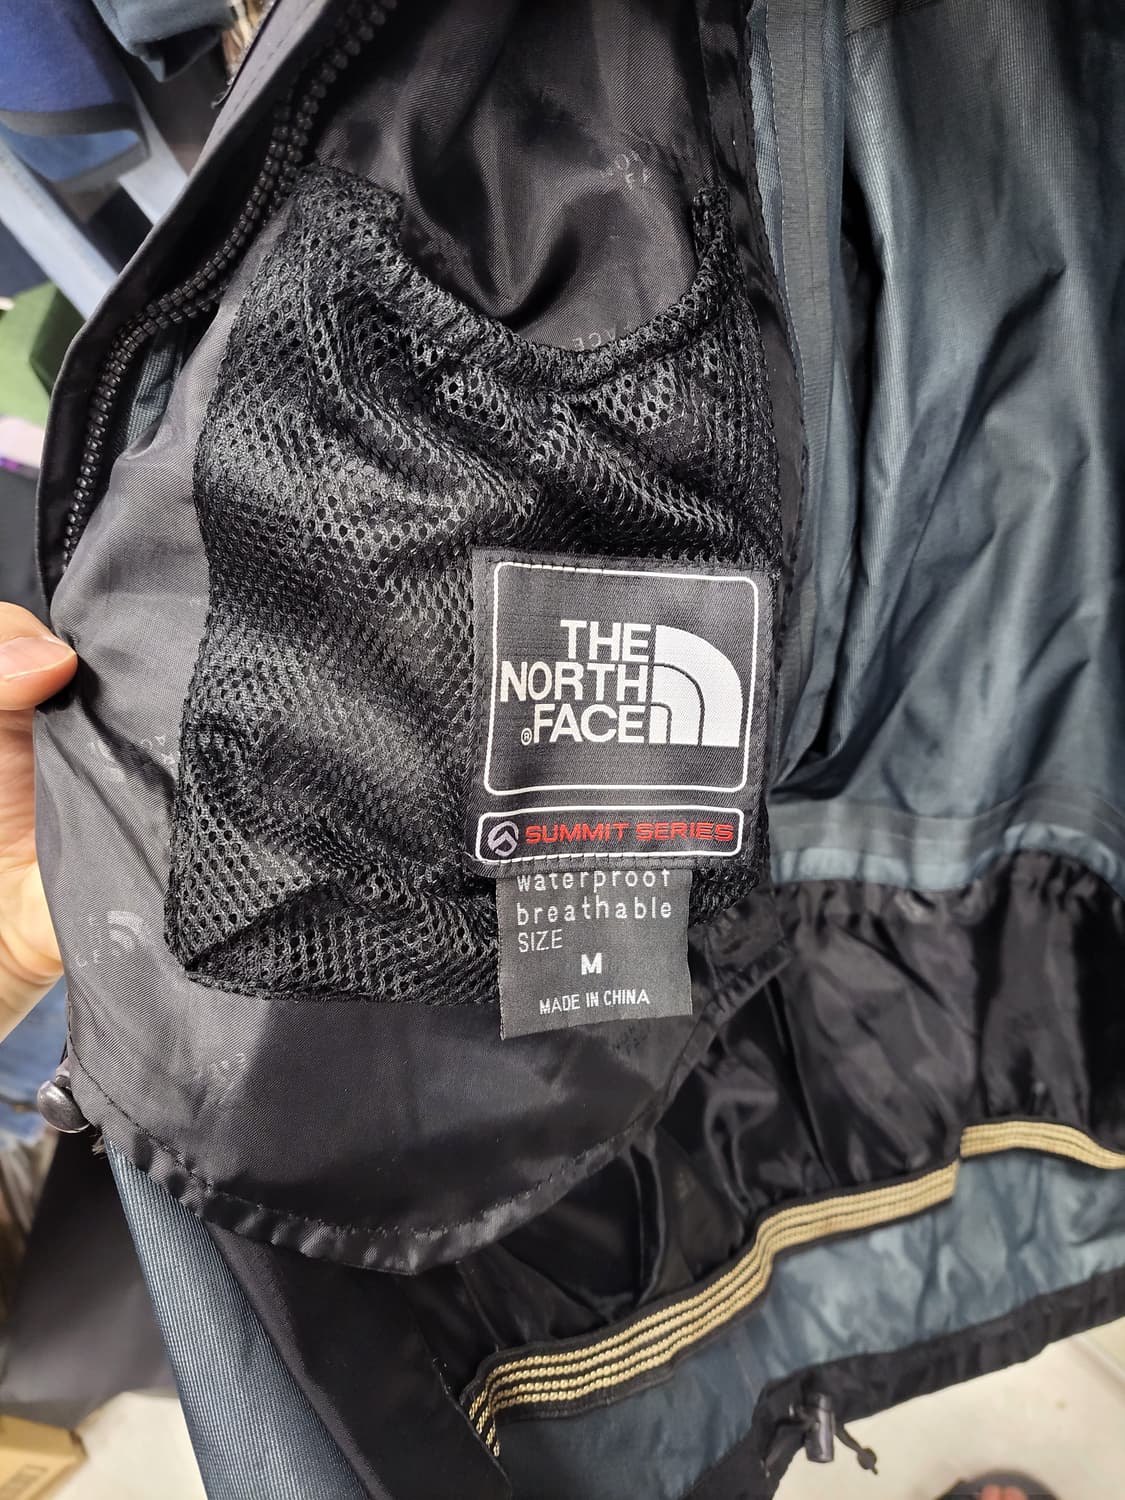 THE
NORTH
®FACE
SUMMIT SERIES
waterproof
breathable
SIZE
M
MADE IN CHINA